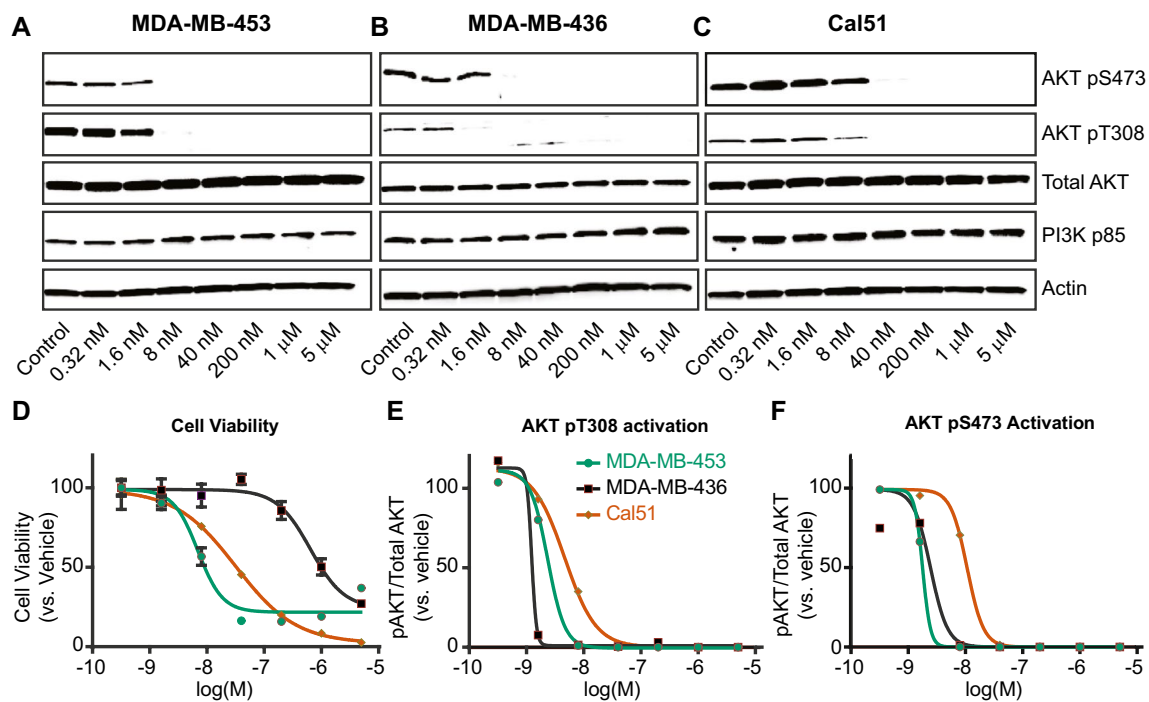 A MDA-MB-453 B MDA-MB-436 C Cal51
AKT pS473
AKT pT308
Total AKT
PI3K p85
Actin
Control 0.32 nM 1.6 nM 8 nM 40 nM 200 nM 1 μM 5 μM Control 0.32 nM 1.6 nM 8 nM 40 nM 200 nM 1 μM 5 μM Control 0.32 nM 1.6 nM 8 nM 40 nM 200 nM 1 μM 5 μM
D Cell Viability
100
50
0
Cell Viability
(vs. Vehicle)
-10 -9 -8 -7 -6 -5
log(M)
E AKT pT308 activation
MDA-MB-453
MDA-MB-436
Cal51
100
50
0
pAKT/Total AKT
(vs. vehicle)
-10 -9 -8 -7 -6 -5
log(M)
F AKT pS473 Activation
100
50
0
pAKT/Total AKT
(vs. vehicle)
-10 -9 -8 -7 -6 -5
log(M)